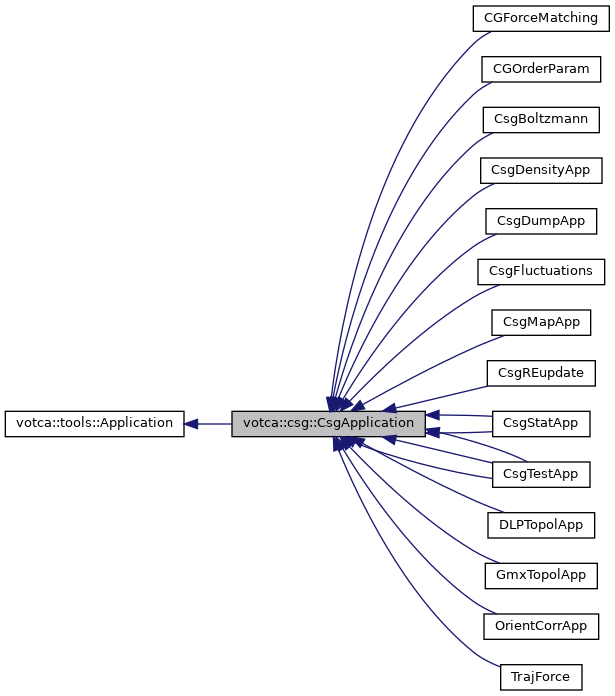 CGForceMatching
CGOrderParam
CsgBoltzmann
CsgDensityApp
CsgDumpApp
CsgFluctuations
CsgMapApp
CsgREupdate
votca::tools::Application
votca::csg::CsgApplication
CsgStatApp
CsgTestApp
DLPTopolApp
GmxTopolApp
OrientCorrApp
TrajForce